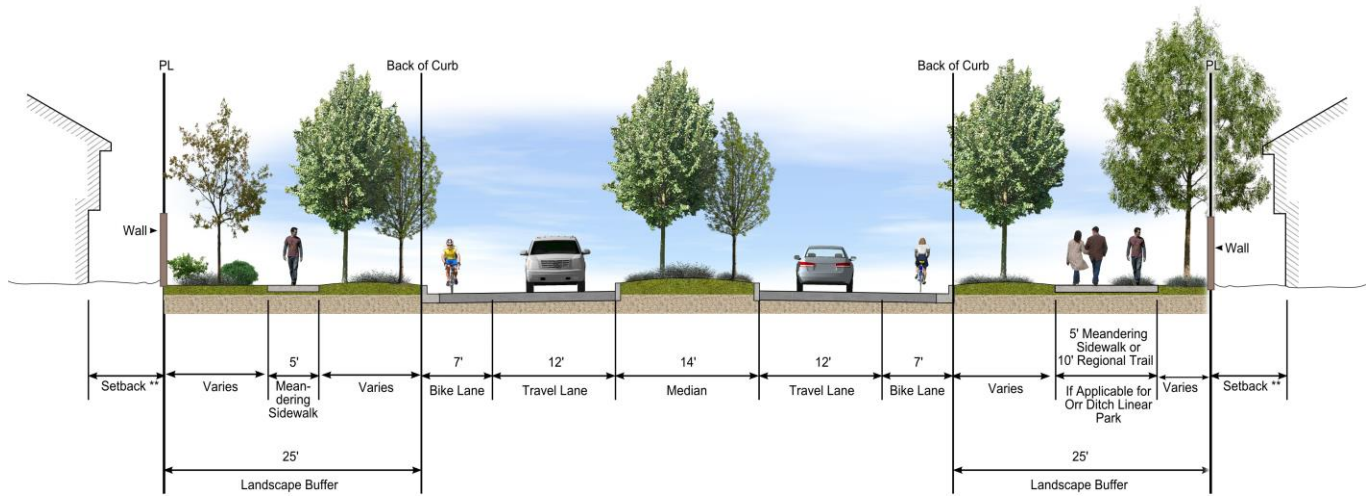 PL
Back of Curb
Back of Curb
PL
Wall
Wall
5'
7'
12'
14'
12'
7'
5' Meandering
Sidewalk or
10' Regional Trail
Setback **
Varies
Mean-
dering
Sidewalk
Varies
Bike Lane
Travel Lane
Median
Travel Lane
Bike Lane
Varies
If Applicable for
Orr Ditch Linear
Park
Varies
Setback **
25'
Landscape Buffer
25'
Landscape Buffer